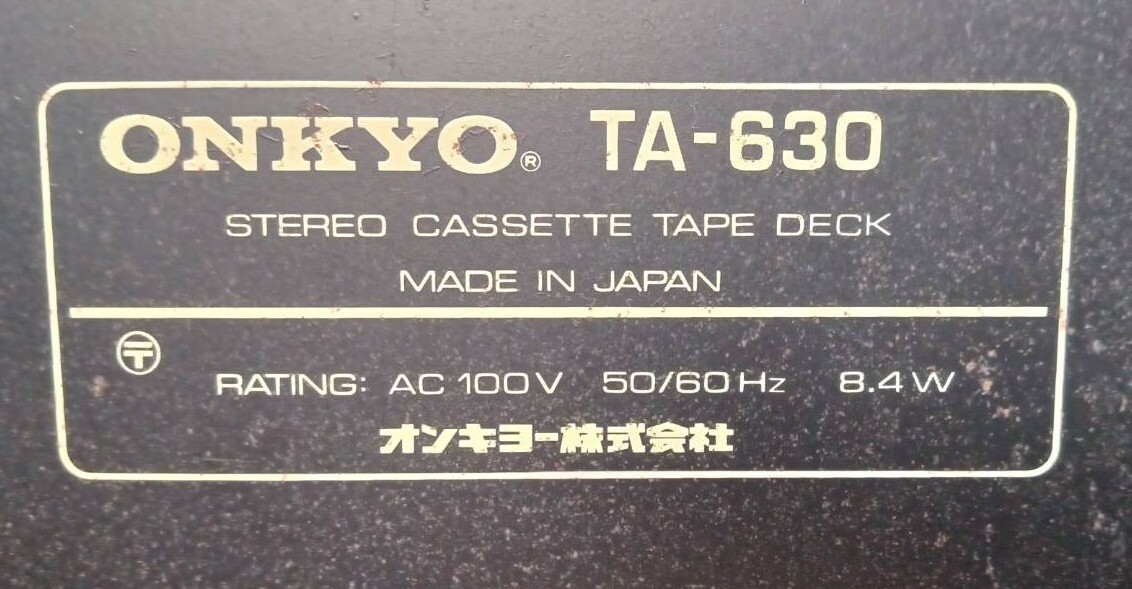 ONKYO® TA-630
STEREO CASSETTE TAPE DECK
MADE IN JAPAN
〶
RATING: AC 100V 50/60Hz 8.4W
オンキヨー株式会社